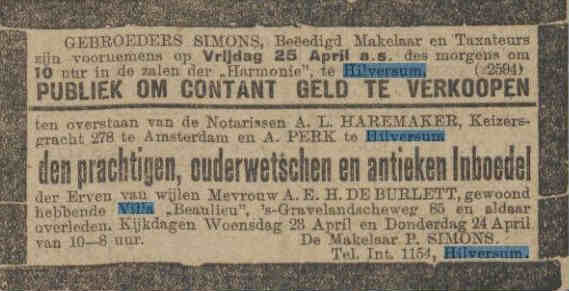 GEBROEDERS SIMONS, Beëedigd Makelaar en Taxateurs
zijn voornemens op Vrijdag 25 April a.s. des morgens om
10 uur in de zalen der „Harmonie", te Hilversum, (2594)
PUBLIEK OM CONTANT GELD TE VERKOOPEN
ten overstaan van de Notarissen A. L. HAREMAKER, Keizers-
gracht 278 te Amsterdam en A. PERK te Hilversum
den prachtigen, ouderwetschen en antieken Inboedel
der Erven van wijlen Mevrouw A. E. H. DE BURLETT, gewoond
hebbende Villa „Beaulieu", 's-Gravelandscheweg 85 en aldaar
overleden. Kijkdagen Woensdag 23 April en Donderdag 24 April
van 10—8 uur. De Makelaar P. SIMONS.
Tel. Int. 1154, Hilversum.